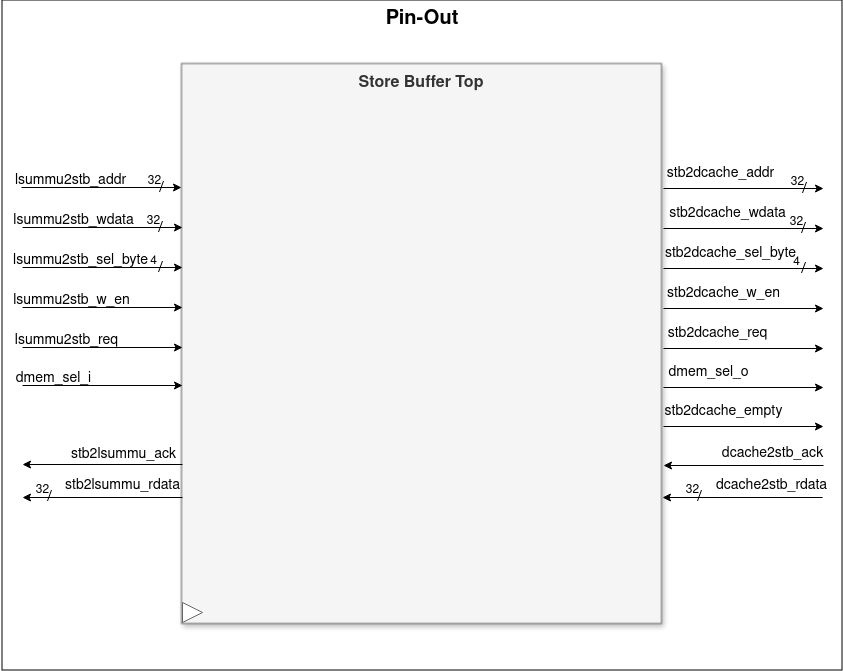 Pin-Out
Store Buffer Top
lsummu2stb_addr 32
lsummu2stb_wdata 32
lsummu2stb_sel_byte 4
lsummu2stb_w_en
lsummu2stb_req
dmem_sel_i
stb2lsummu_ack
32 stb2lsummu_rdata
stb2dcache_addr 32
stb2dcache_wdata 32
stb2dcache_sel_byte 4
stb2dcache_w_en
stb2dcache_req
dmem_sel_o
stb2dcache_empty
dcache2stb_ack
32 dcache2stb_rdata